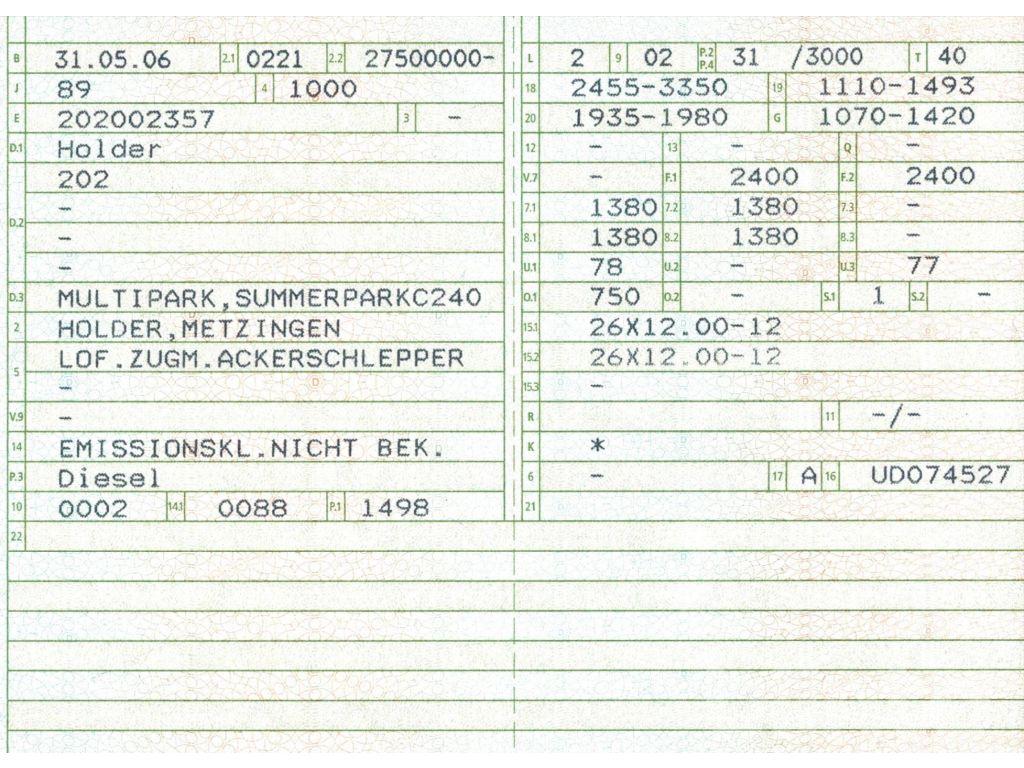 B 31.05.06 2.1 0221 2.2 27500000-
J 89 4 1000
E 202002357 3 -
D.1 Holder
202
D.2 -
-
-
D.3 MULTIPARK,SUMMERPARKC240
2 HOLDER,METZINGEN
5 LOF.ZUGM.ACKERSCHLEPPER
-
V.9 -
14 EMISSIONSKL.NICHT BEK.
P.3 Diesel
10 0002 14.1 0088 P.1 1498
22
L 2 9 02 P.2 P.4 31 /3000 T 40
18 2455-3350 19 1110-1493
20 1935-1980 G 1070-1420
12 - 13 - Q -
V.7 - F.1 2400 F.2 2400
7.1 1380 7.2 1380 7.3 -
8.1 1380 8.2 1380 8.3 -
U.1 78 U.2 - U.3 77
O.1 750 O.2 - S.1 1 S.2 -
15.1 26X12.00-12
15.2 26X12.00-12
15.3 -
R 11 -/-
K *
6 - 17 A 16 UD074527
21